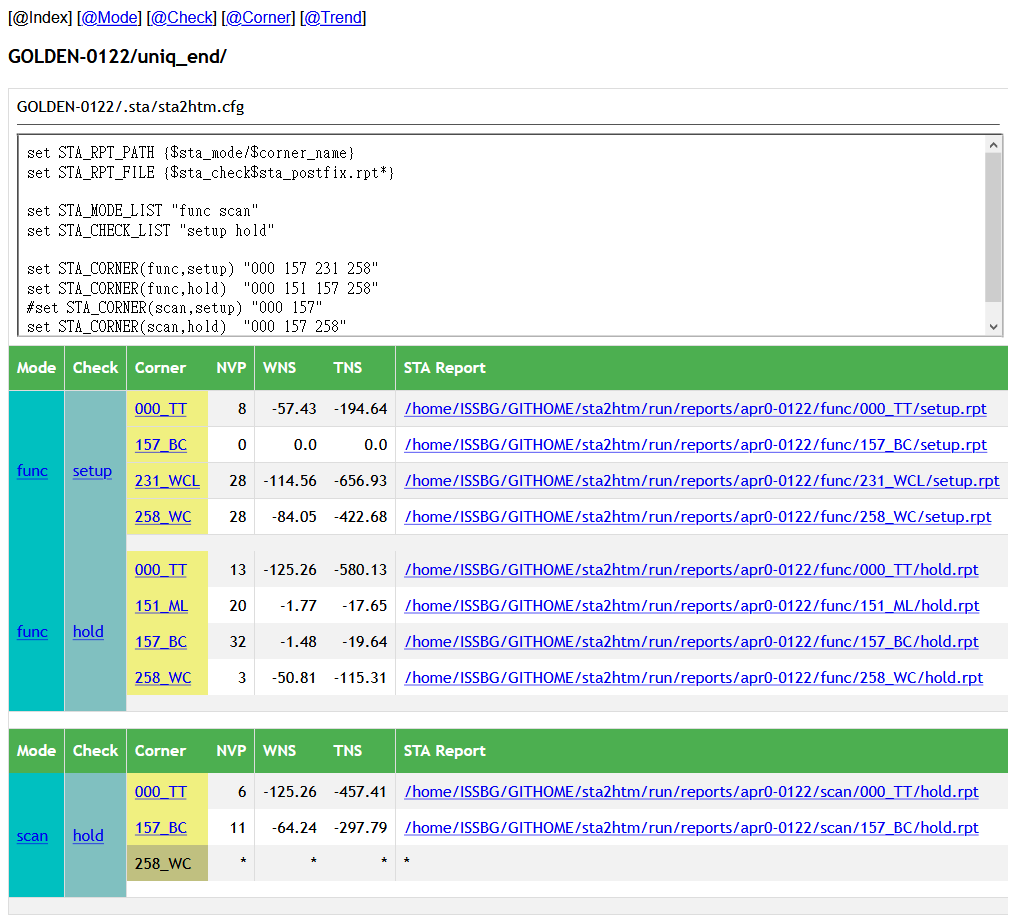 [@Index] [@Mode] [@Check] [@Corner] [@Trend]
GOLDEN-0122/uniq_end/
GOLDEN-0122/.sta/sta2htm.cfg
set STA_RPT_PATH {$sta_mode/$corner_name}
set STA_RPT_FILE {$sta_check$sta_postfix.rpt*}
set STA_MODE_LIST "func scan"
set STA_CHECK_LIST "setup hold"
set STA_CORNER(func,setup) "000 157 231 258"
set STA_CORNER(func,hold)  "000 151 157 258"
#set STA_CORNER(scan,setup) "000 157"
set STA_CORNER(scan,hold)  "000 157 258"
Mode Check Corner NVP WNS TNS STA Report
func setup
000_TT 8 -57.43 -194.64 /home/ISSBG/GITHOME/sta2htm/run/reports/apr0-0122/func/000_TT/setup.rpt
157_BC 0 0.0 0.0 /home/ISSBG/GITHOME/sta2htm/run/reports/apr0-0122/func/157_BC/setup.rpt
231_WCL 28 -114.56 -656.93 /home/ISSBG/GITHOME/sta2htm/run/reports/apr0-0122/func/231_WCL/setup.rpt
258_WC 28 -84.05 -422.68 /home/ISSBG/GITHOME/sta2htm/run/reports/apr0-0122/func/258_WC/setup.rpt
func hold
000_TT 13 -125.26 -580.13 /home/ISSBG/GITHOME/sta2htm/run/reports/apr0-0122/func/000_TT/hold.rpt
151_ML 20 -1.77 -17.65 /home/ISSBG/GITHOME/sta2htm/run/reports/apr0-0122/func/151_ML/hold.rpt
157_BC 32 -1.48 -19.64 /home/ISSBG/GITHOME/sta2htm/run/reports/apr0-0122/func/157_BC/hold.rpt
258_WC 3 -50.81 -115.31 /home/ISSBG/GITHOME/sta2htm/run/reports/apr0-0122/func/258_WC/hold.rpt
Mode Check Corner NVP WNS TNS STA Report
scan hold
000_TT 6 -125.26 -457.41 /home/ISSBG/GITHOME/sta2htm/run/reports/apr0-0122/scan/000_TT/hold.rpt
157_BC 11 -64.24 -297.79 /home/ISSBG/GITHOME/sta2htm/run/reports/apr0-0122/scan/157_BC/hold.rpt
258_WC * * * *